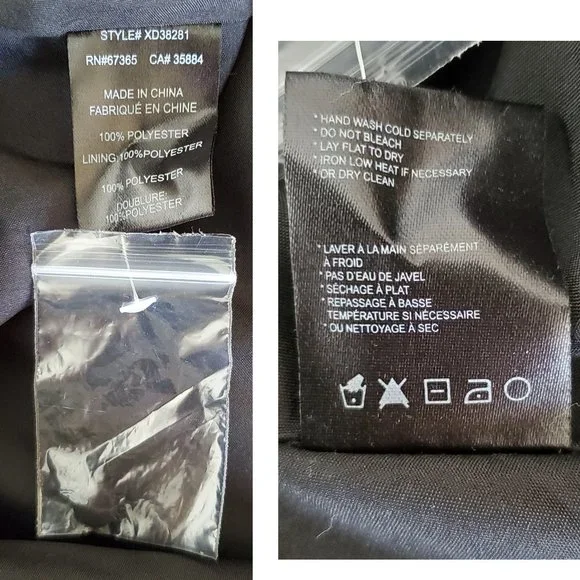 STYLE# XD38281
RN#67365 CA# 35884
MADE IN CHINA
FABRIQUÉ EN CHINE
100% POLYESTER
LINING 100%POLYESTER
100% POLYESTER
DOUBLURE:
100%POLYESTER
* HAND WASH COLD SEPARATELY
* DO NOT BLEACH
* LAY FLAT TO DRY
* IRON LOW HEAT IF NECESSARY
* OR DRY CLEAN
* LAVER À LA MAIN SÉPARÉMENT
À FROID
* PAS D'EAU DE JAVEL
* SÉCHAGE À PLAT
* REPASSAGE À BASSE
TEMPÉRATURE SI NÉCESSAIRE
* OU NETTOYAGE À SEC